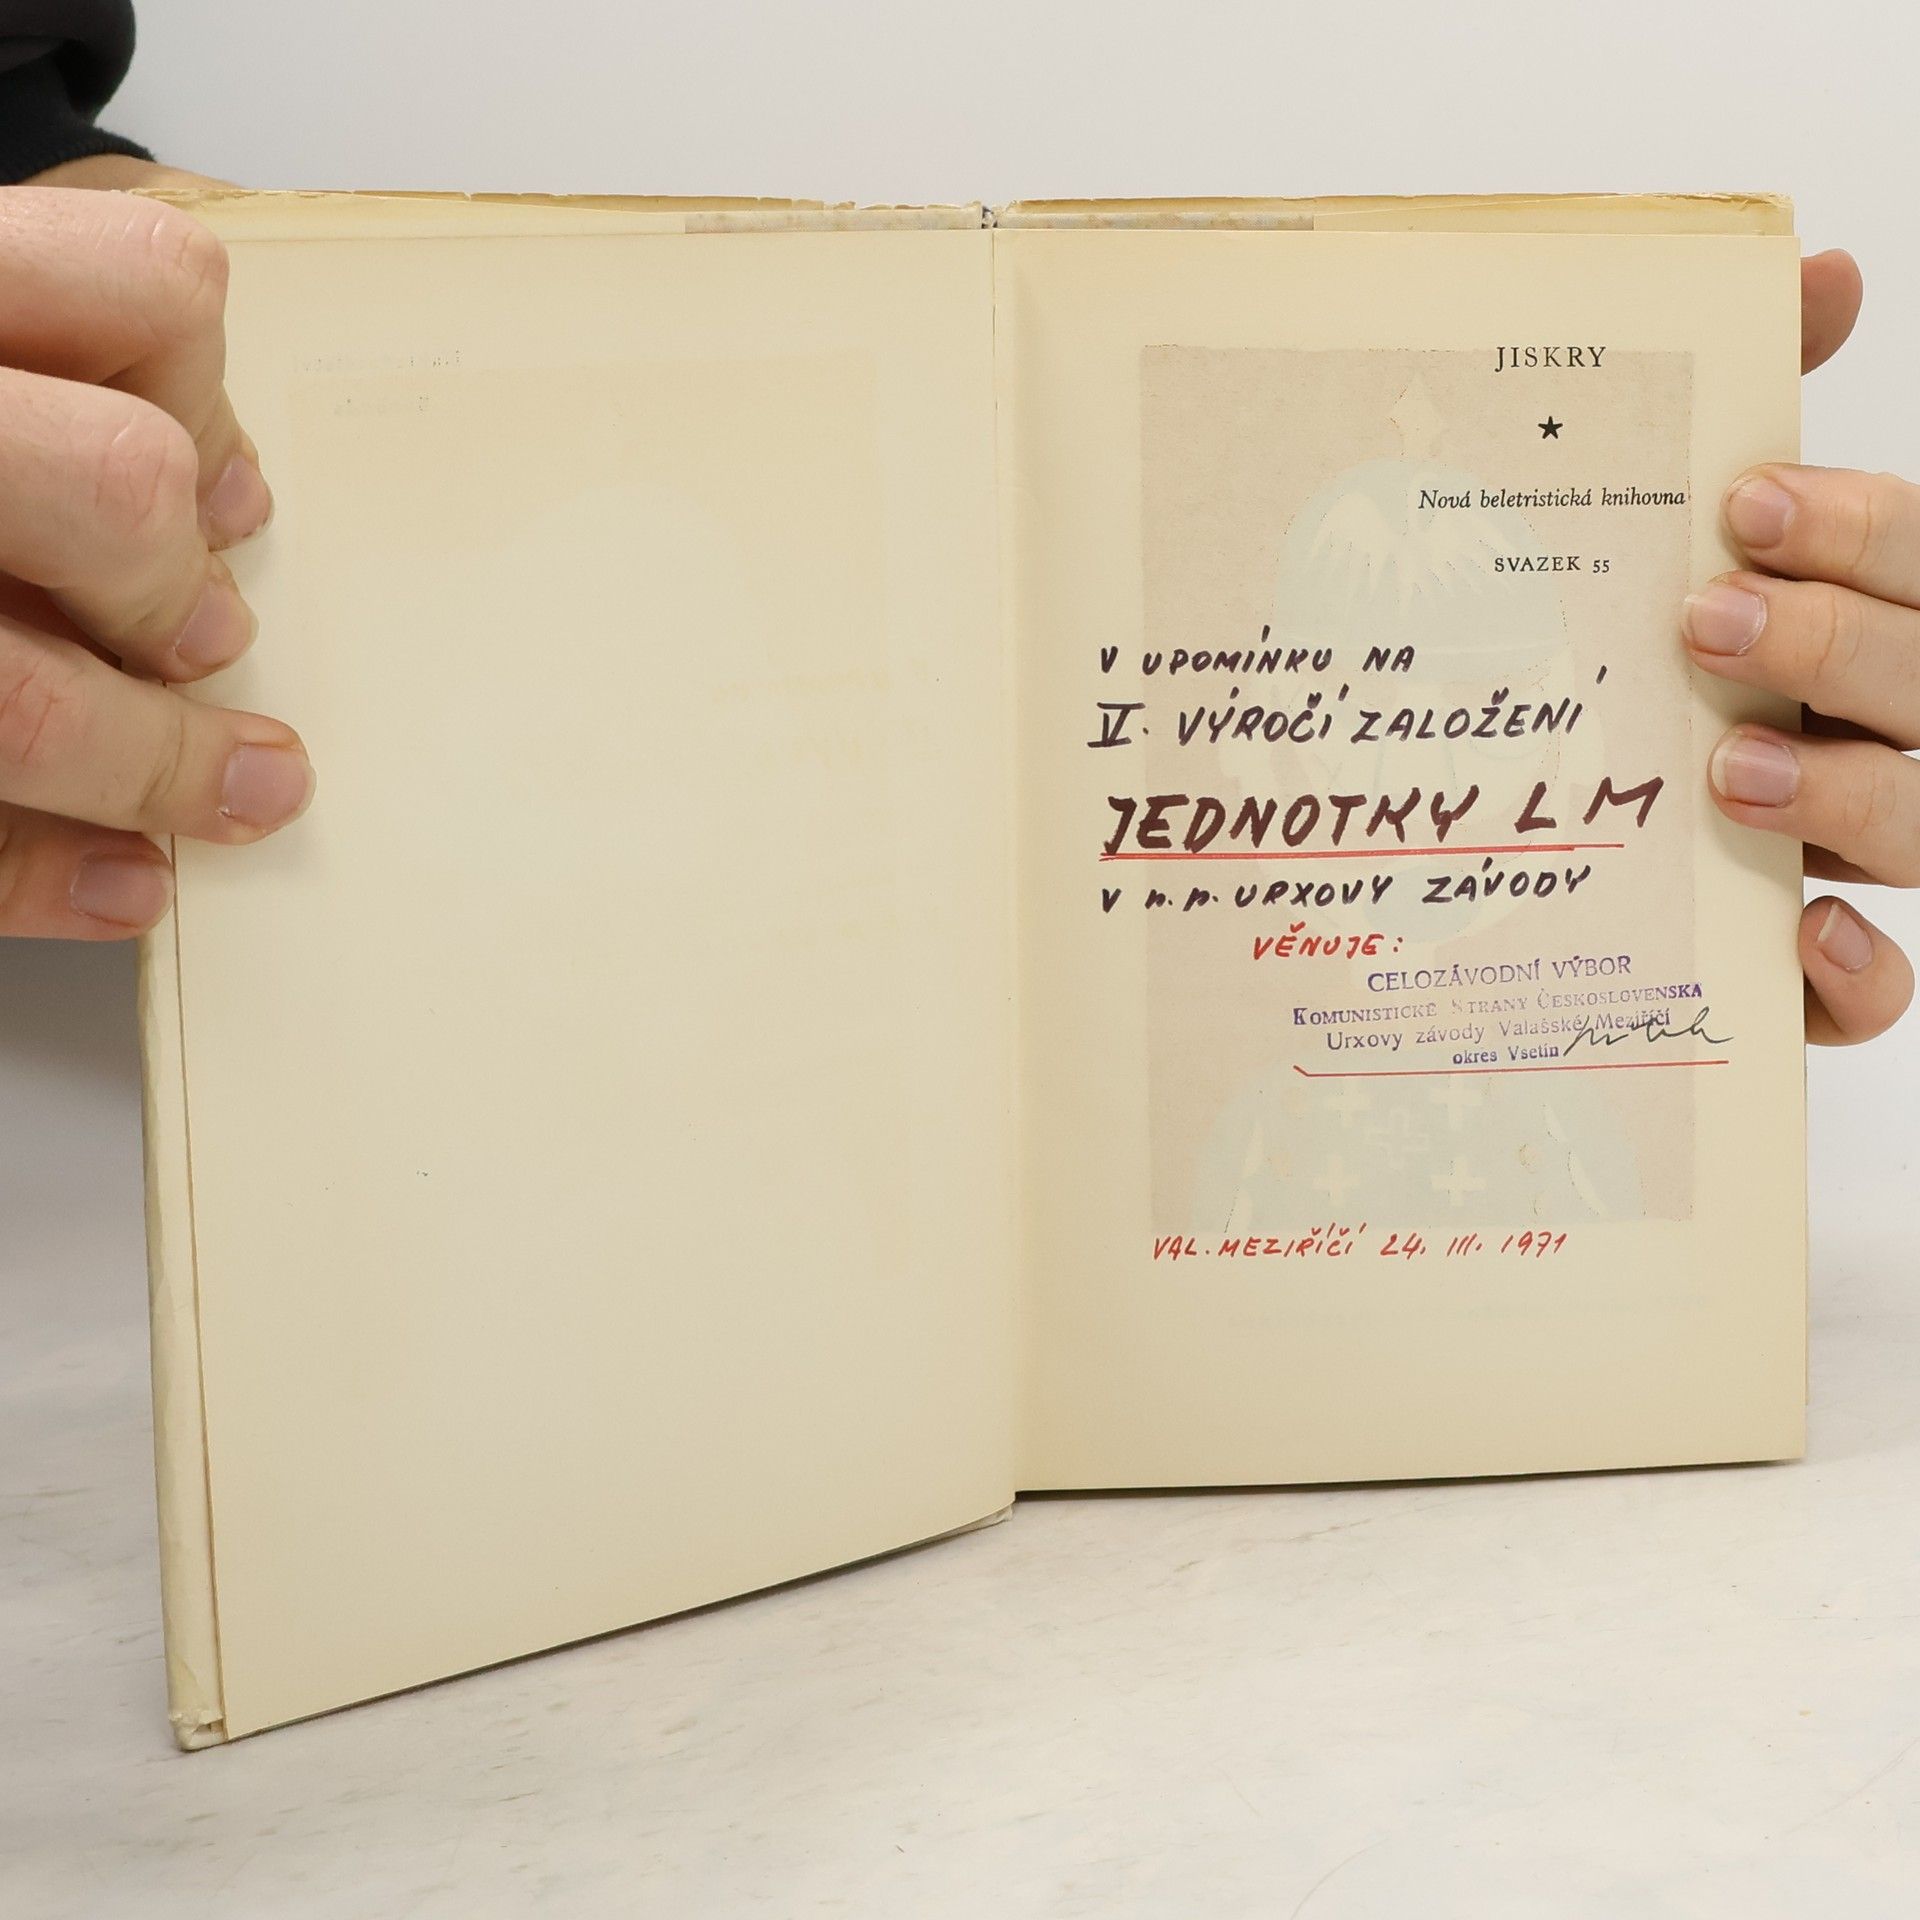 JISKRY
★
Nová beletristická knihovna
SVAZEK 55
V UPOMÍNKU NA
V. VÝROČÍ ZALOŽENÍ
JEDNOTKY LM
V n.p. URXOVY ZÁVODY
VĚNUJE:
CELOZÁVODNÍ VÝBOR
KOMUNISTICKÉ STRANY ČESKOSLOVENSKA
Urxovy závody Valašské Meziříčí
okres Vsetín
VAL. MEZIŘÍČÍ 24. III. 1971